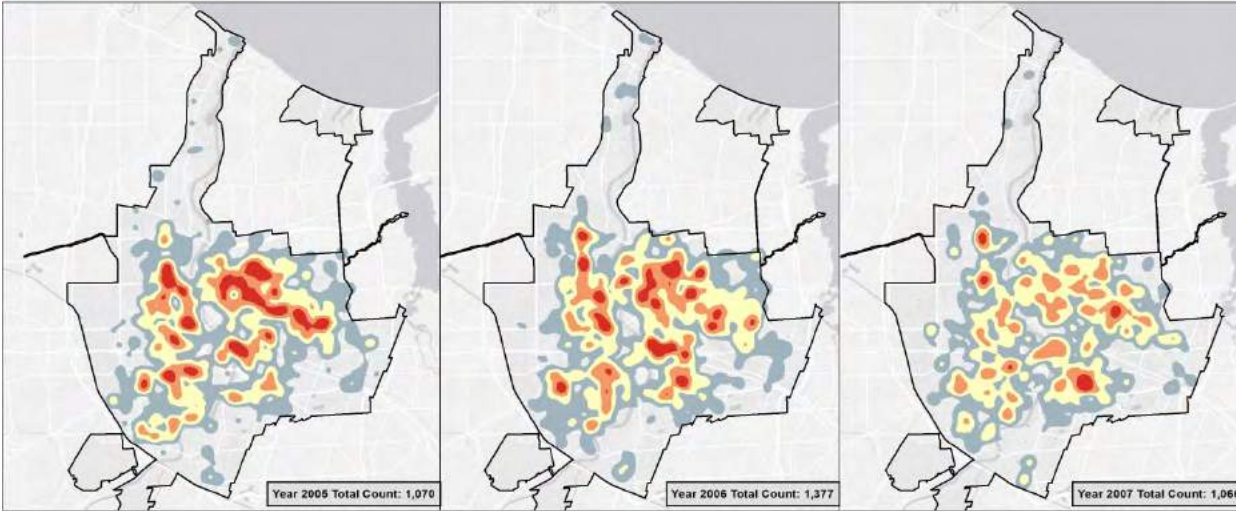 Year 2005 Total Count: 1,070
Year 2006 Total Count: 1,377
Year 2007 Total Count: